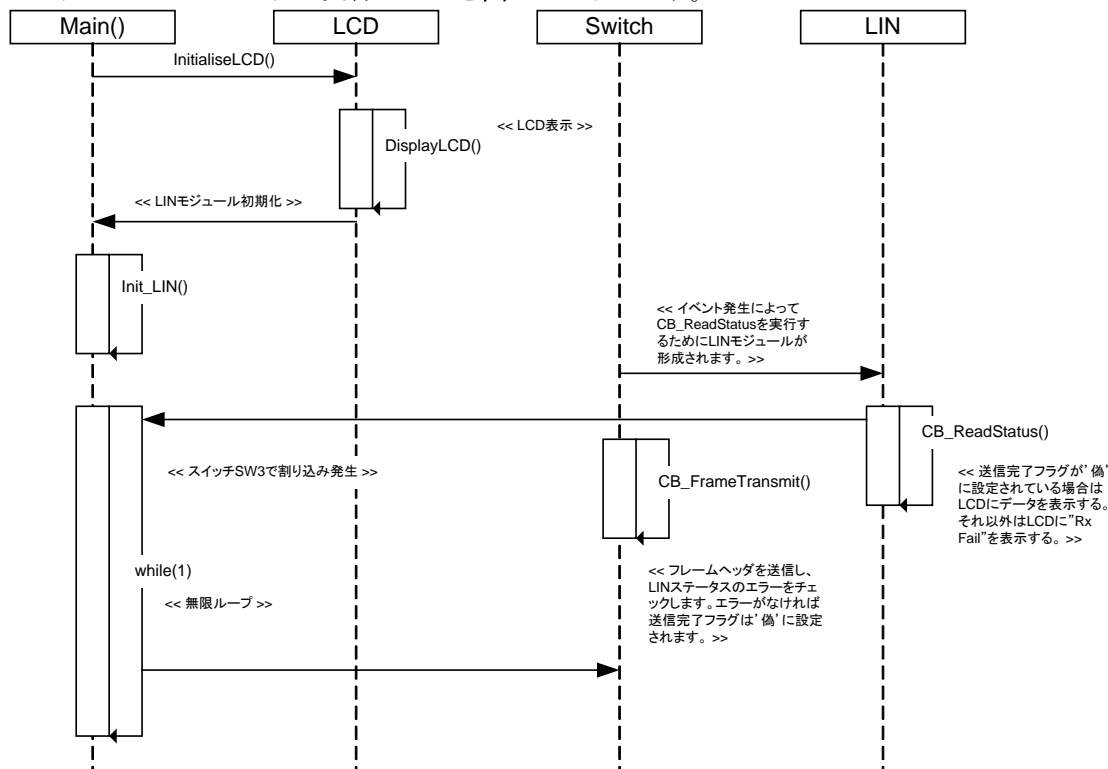 Main()
LCD
Switch
LIN
InitialiseLCD()
<< LCD表示 >>
DisplayLCD()
<< LINモジュール初期化 >>
Init_LIN()
<< イベント発生によって
CB_ReadStatusを実行す
るためにLINモジュールが
形成されます。 >>
CB_ReadStatus()
<< スイッチSW3で割り込み発生 >>
CB_FrameTransmit()
<< 送信完了フラグが’偽’
に設定されている場合は
LCDにデータを表示する。
それ以外はLCDに”Rx
Fail”を表示する。 >>
while(1)
<< 無限ループ >>
<< フレームヘッダを送信し、
LINステータスのエラーをチェ
ックします。エラーがなければ
送信完了フラグは’偽’に設定
されます。 >>